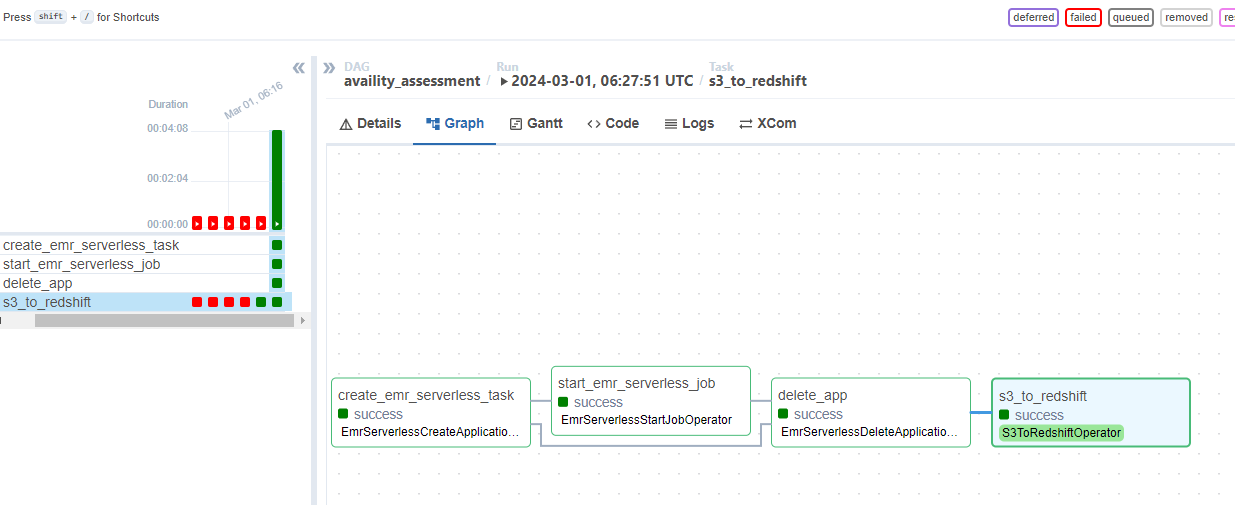 Press shift + / for Shortcuts
deferred failed queued removed
DAG
availity_assessment / Run 2024-03-01, 06:27:51 UTC / Task s3_to_redshift
Details Graph Gantt Code Logs XCom
Mar 01, 06:16
Duration
00:04:08
00:02:04
00:00:00
create_emr_serverless_task
start_emr_serverless_job
delete_app
s3_to_redshift
create_emr_serverless_task
success
EmrServerlessCreateApplicatio...
start_emr_serverless_job
success
EmrServerlessStartJobOperator
delete_app
success
EmrServerlessDeleteApplicatio...
s3_to_redshift
success
S3ToRedshiftOperator